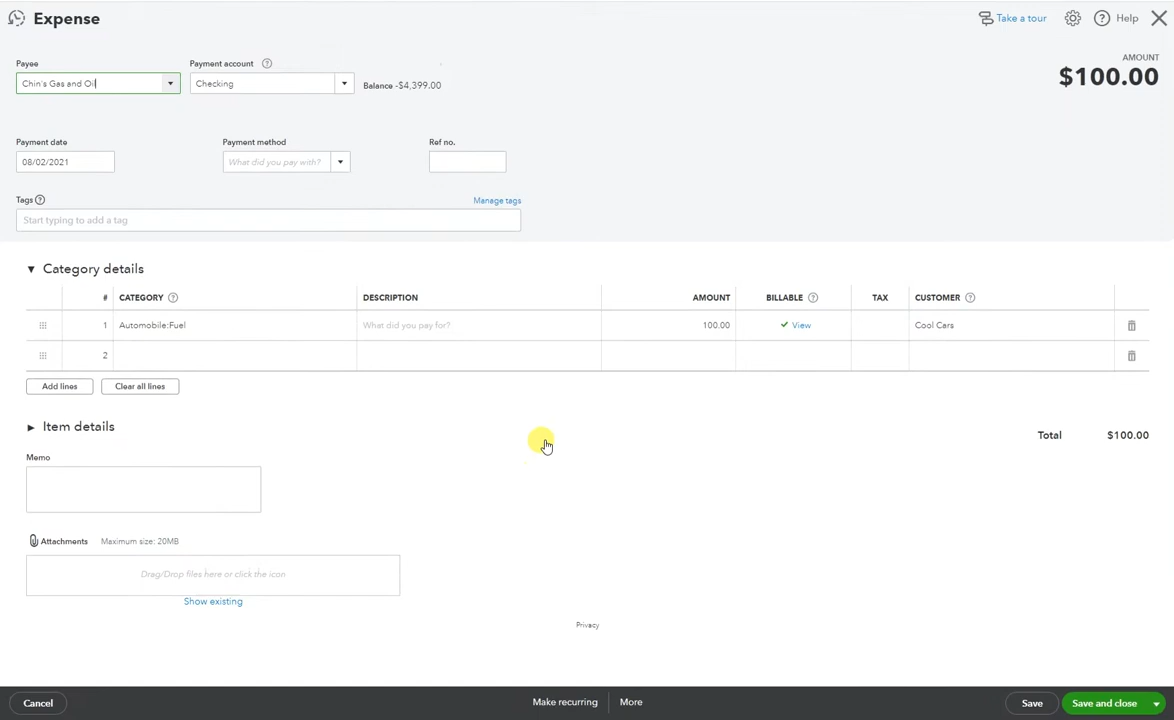 Expense
Take a tour
Help
Payee
Payment account
AMOUNT
$100.00
Chin's Gas and Oil
Checking
Balance -$4,399.00
Payment date
Payment method
Ref no.
08/02/2021
What did you pay with?
Tags
Manage tags
Start typing to add a tag
Category details
# CATEGORY DESCRIPTION AMOUNT BILLABLE TAX CUSTOMER
1 Automobile:Fuel What did you pay for? 100.00 View Cool Cars
2
Add lines
Clear all lines
Item details
Total $100.00
Memo
Attachments Maximum size: 20MB
Drag/Drop files here or click the icon
Show existing
Privacy
Cancel
Make recurring
More
Save
Save and close